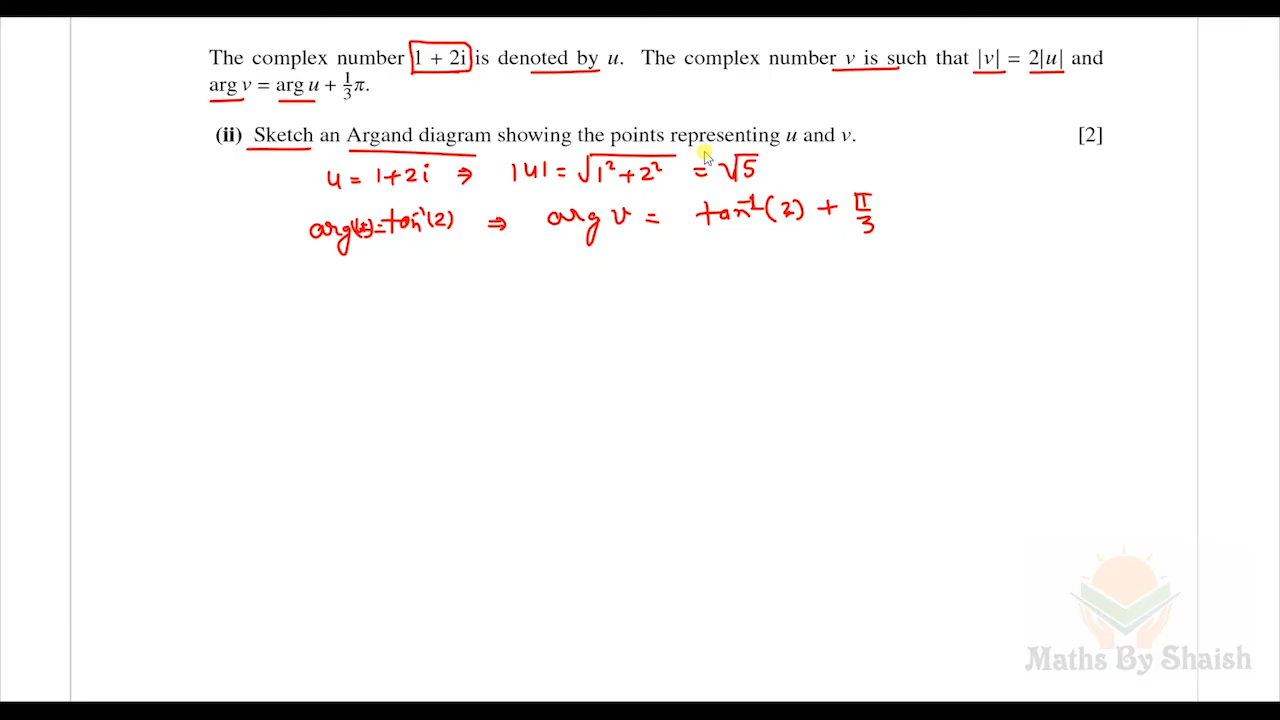 The complex number 1 + 2i is denoted by u. The complex number v is such that |v| = 2|u| and
arg v = arg u + 1/3 π.
(ii) Sketch an Argand diagram showing the points representing u and v. [2]
u = 1+2i ⇒ |u| = √(1²+2²) = √5
arg(u) = tan⁻¹(2) ⇒ arg v = tan⁻¹(2) + π/3
Maths By Shaish